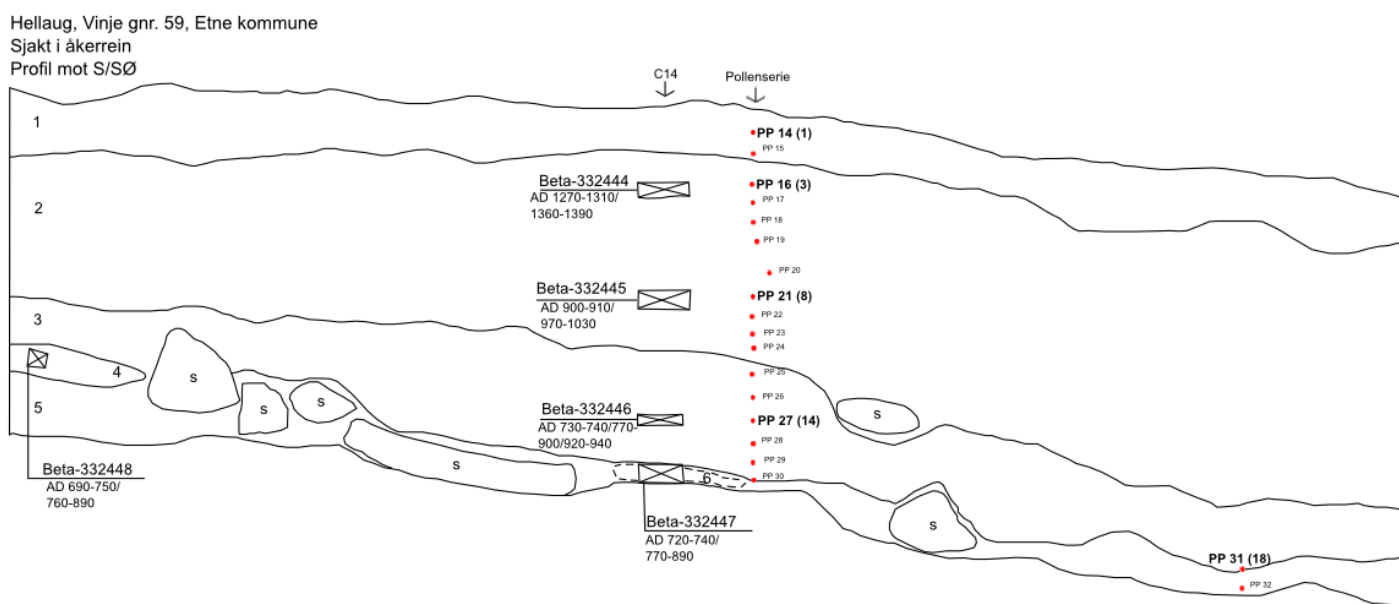 Hellaug, Vinje gnr. 59, Etne kommune
Sjakt i åkerrein
Profil mot S/SØ
C14
Pollenserie
1
PP 14 (1)
PP 15
Beta-332444
AD 1270-1310/
1360-1390
PP 16 (3)
2
PP 17
PP 18
PP 19
PP 20
Beta-332445
AD 900-910/
970-1030
PP 21 (8)
3
PP 22
PP 23
PP 24
4
s
PP 25
5
s
s
PP 26
Beta-332446
AD 730-740/770-
900/920-940
PP 27 (14)
s
PP 28
s
PP 29
Beta-332448
AD 690-750/
760-890
6
PP 30
Beta-332447
AD 720-740/
770-890
s
PP 31 (18)
PP 32